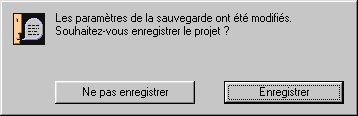 Les paramètres de la sauvegarde ont été modifiés.
Souhaitez-vous enregistrer le projet ?
Ne pas enregistrer
Enregistrer